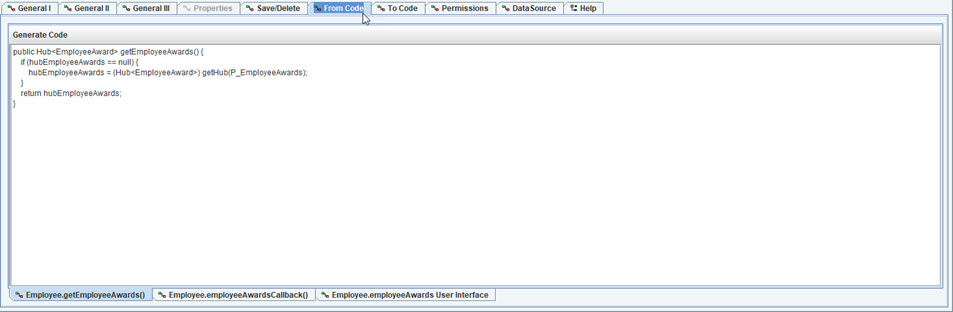 General I General II General III Properties Save/Delete From Code To Code Permissions DataSource Help
Generate Code
public Hub<EmployeeAward> getEmployeeAwards() {
if (hubEmployeeAwards == null) {
hubEmployeeAwards = (Hub<EmployeeAward>) getHub(P_EmployeeAwards);
}
return hubEmployeeAwards;
}
Employee.getEmployeeAwards() Employee.employeeAwardsCallback() Employee.employeeAwards User Interface